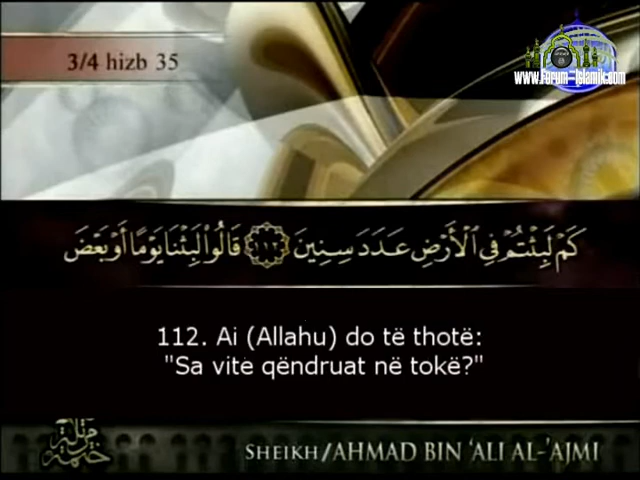 3/4 hizb 35
www.Forum-Islamik.com
كَمْ لَبِثْتُمْ فِي الْأَرْضِ عَدَدَ سِنِينَ ١١٢ قَالُوا لَبِثْنَا يَوْمًا أَوْ بَعْضَ
112. Ai (Allahu) do të thotë:
"Sa vite qëndruat në tokë?"
SHEIKH/AHMAD BIN 'ALI AL-'AJMI